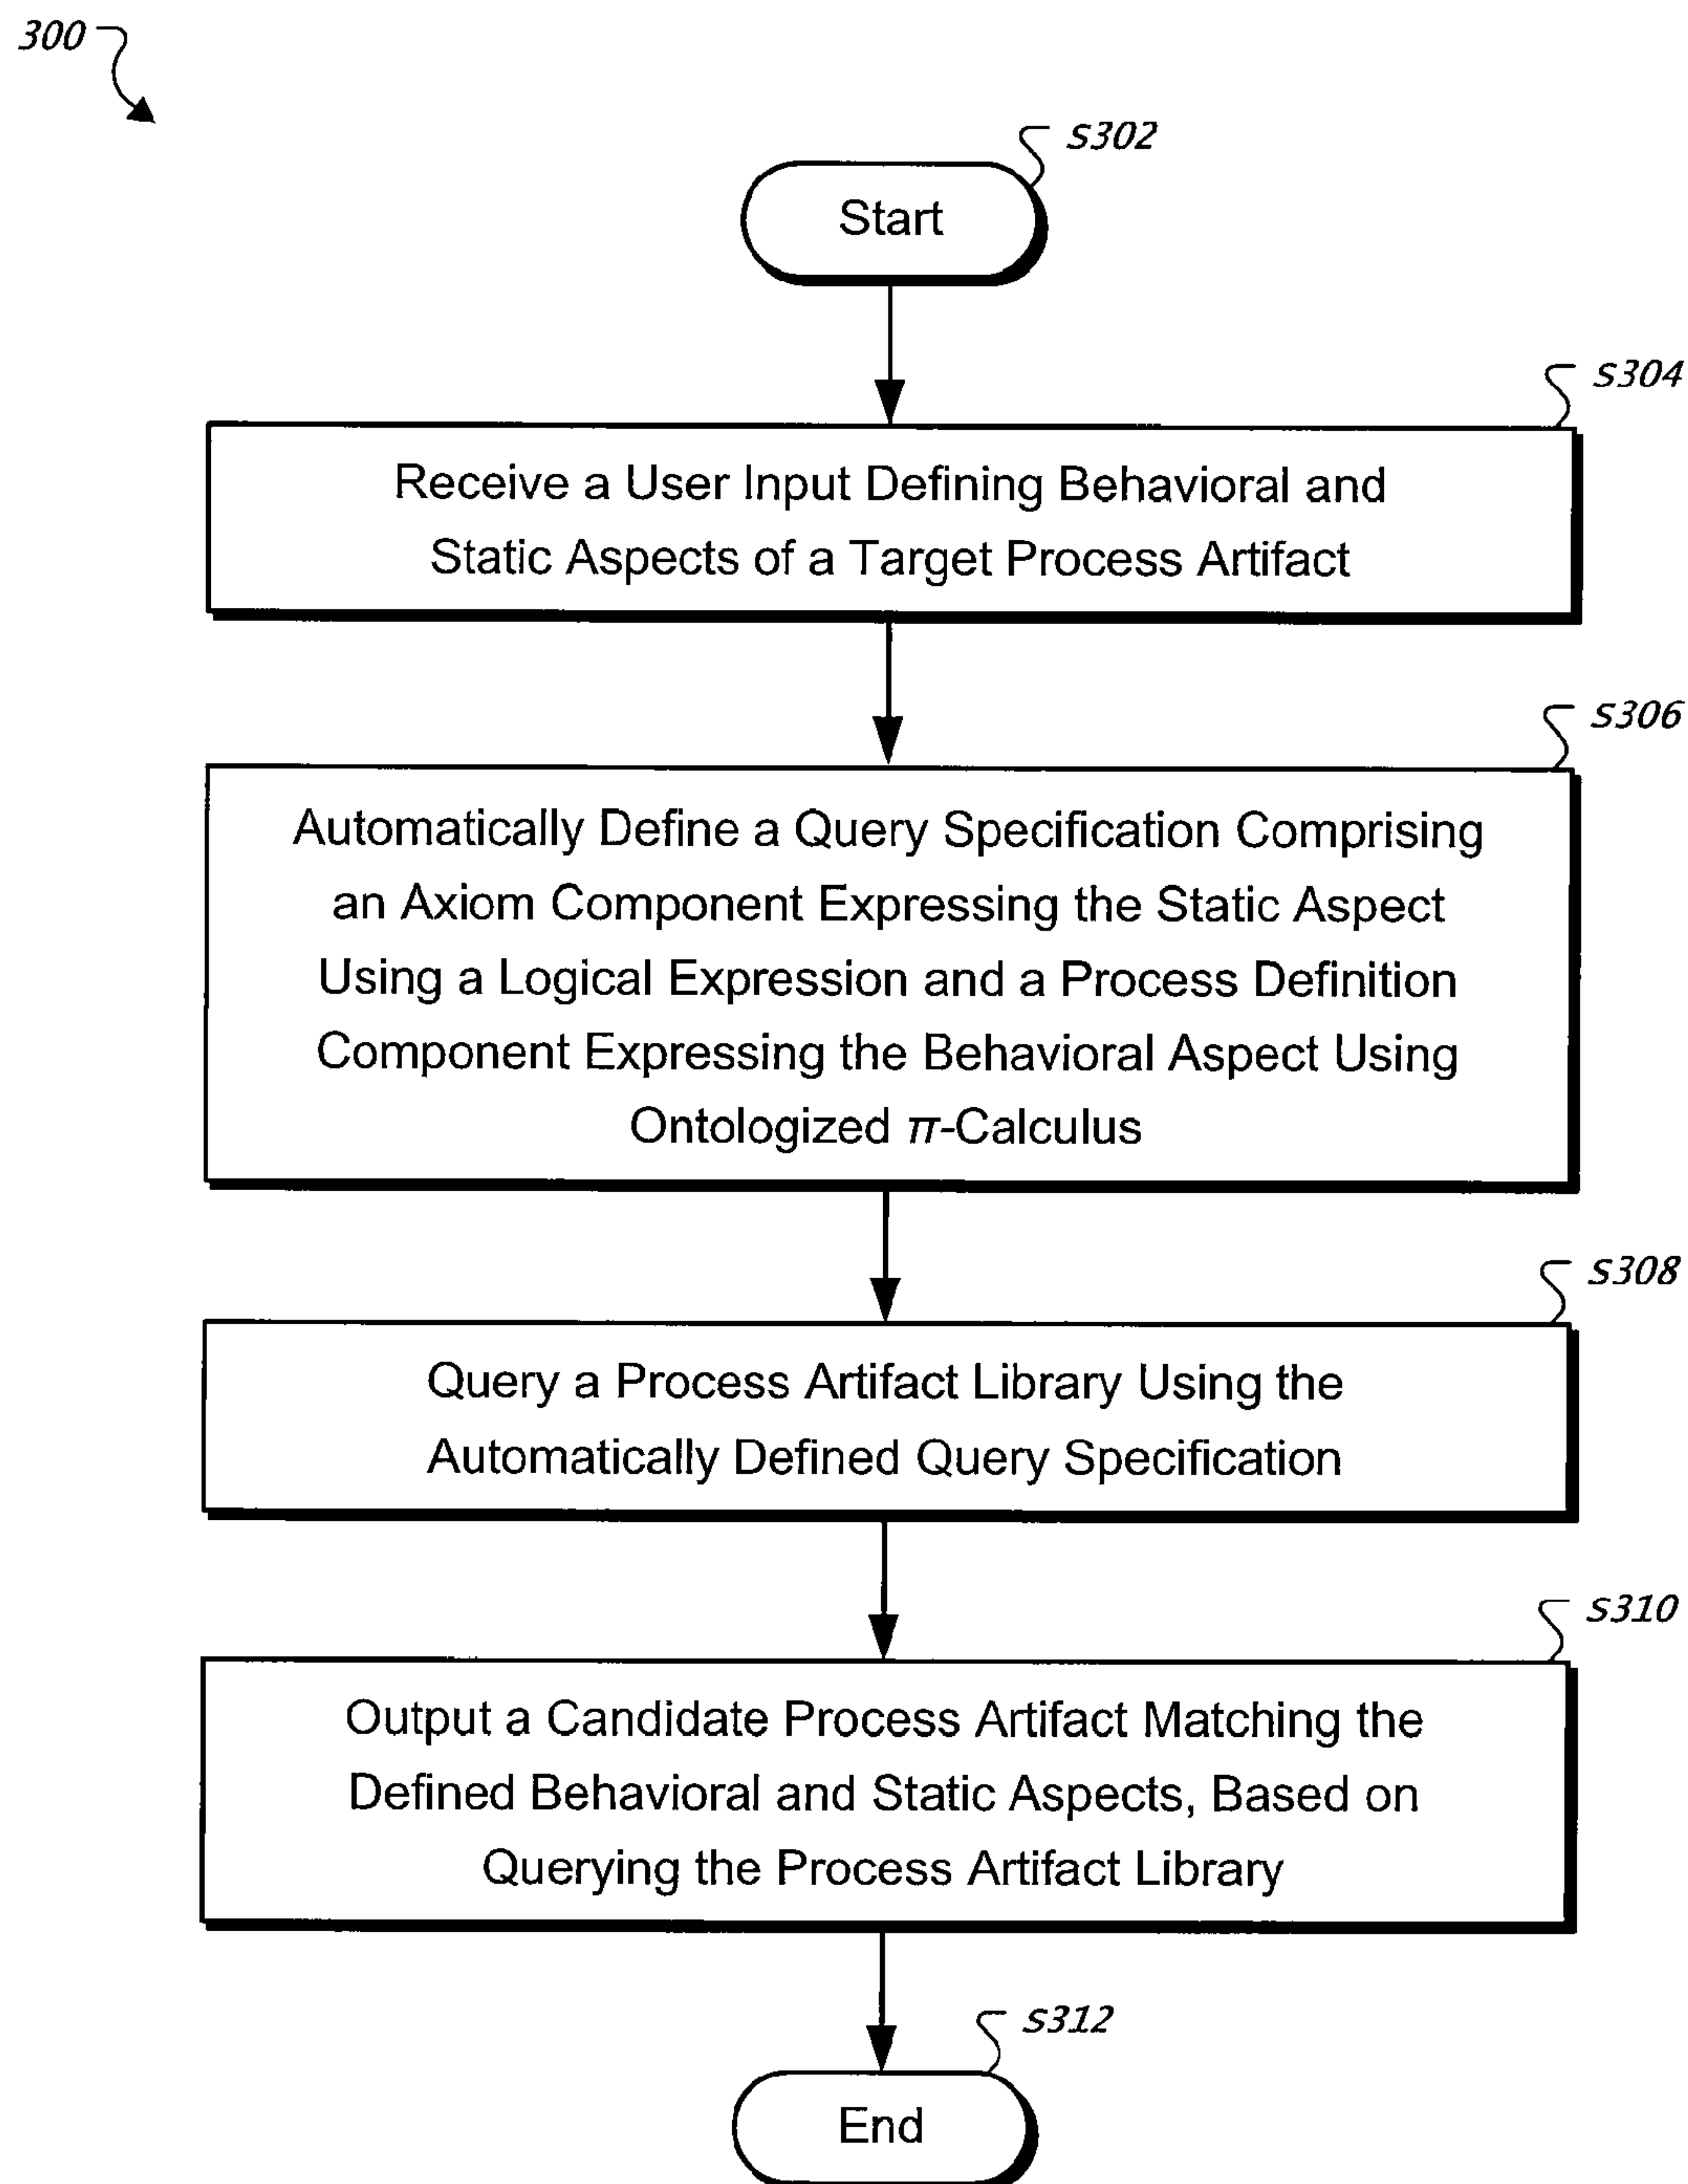 300
S302
Start
S304
Receive a User Input Defining Behavioral and
Static Aspects of a Target Process Artifact
S306
Automatically Define a Query Specification Comprising
an Axiom Component Expressing the Static Aspect
Using a Logical Expression and a Process Definition
Component Expressing the Behavioral Aspect Using
Ontologized π-Calculus
S308
Query a Process Artifact Library Using the
Automatically Defined Query Specification
S310
Output a Candidate Process Artifact Matching the
Defined Behavioral and Static Aspects, Based on
Querying the Process Artifact Library
S312
End